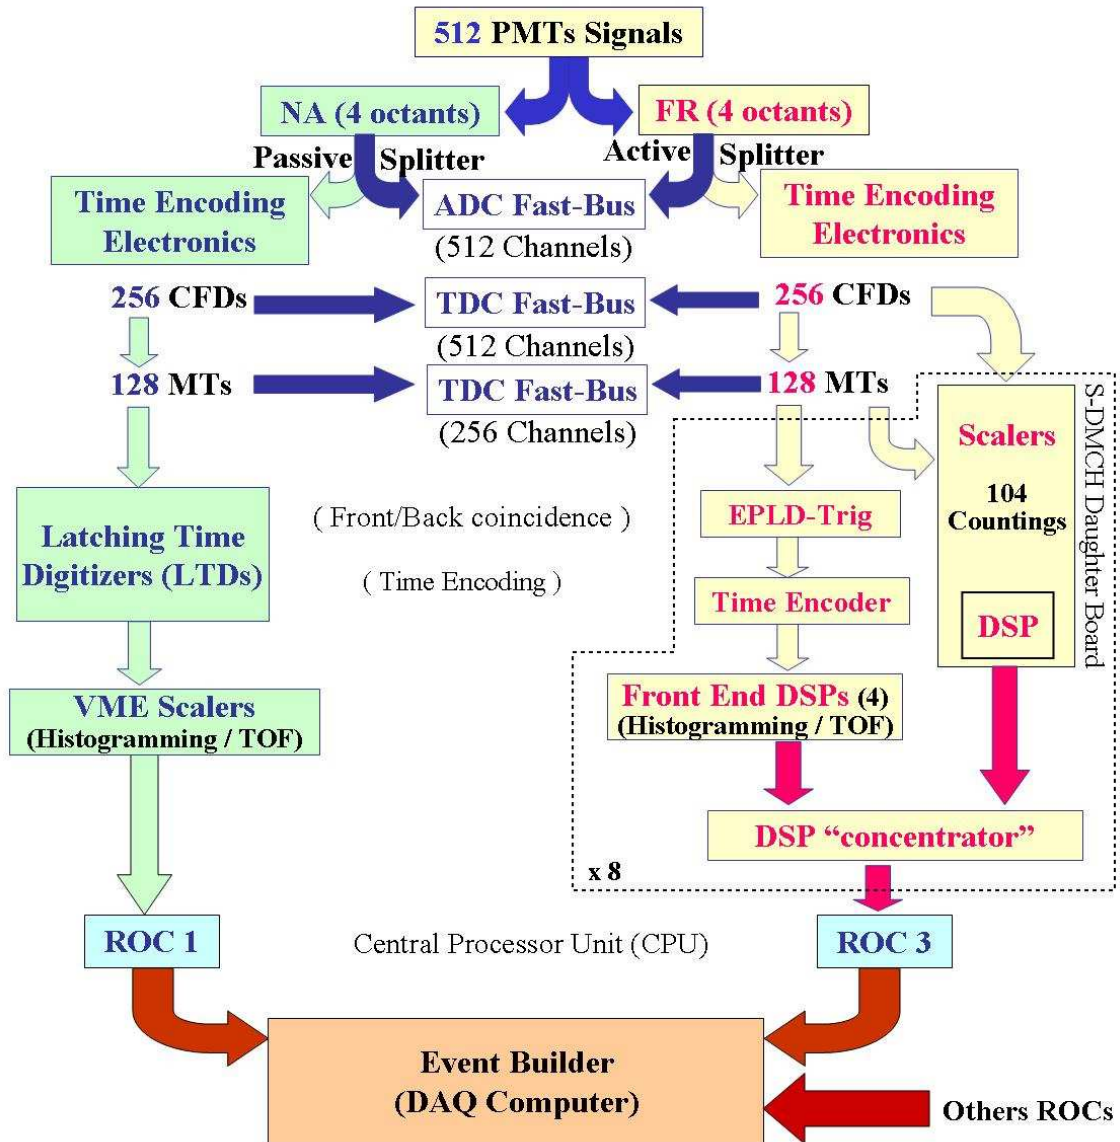 512 PMTs Signals
NA (4 octants)
FR (4 octants)
Passive Splitter
Active Splitter
Time Encoding
Electronics
ADC Fast-Bus
(512 Channels)
Time Encoding
Electronics
256 CFDs
TDC Fast-Bus
(512 Channels)
256 CFDs
128 MTs
TDC Fast-Bus
(256 Channels)
128 MTs
S-DMCH Daughter Board
Scalers
104
Countings
DSP
Latching Time
Digitizers (LTDs)
( Front/Back coincidence )
( Time Encoding )
EPLD-Trig
Time Encoder
VME Scalers
(Histogramming / TOF)
Front End DSPs (4)
(Histogramming / TOF)
DSP “concentrator”
x 8
ROC 1
Central Processor Unit (CPU)
ROC 3
Event Builder
(DAQ Computer)
Others ROCs